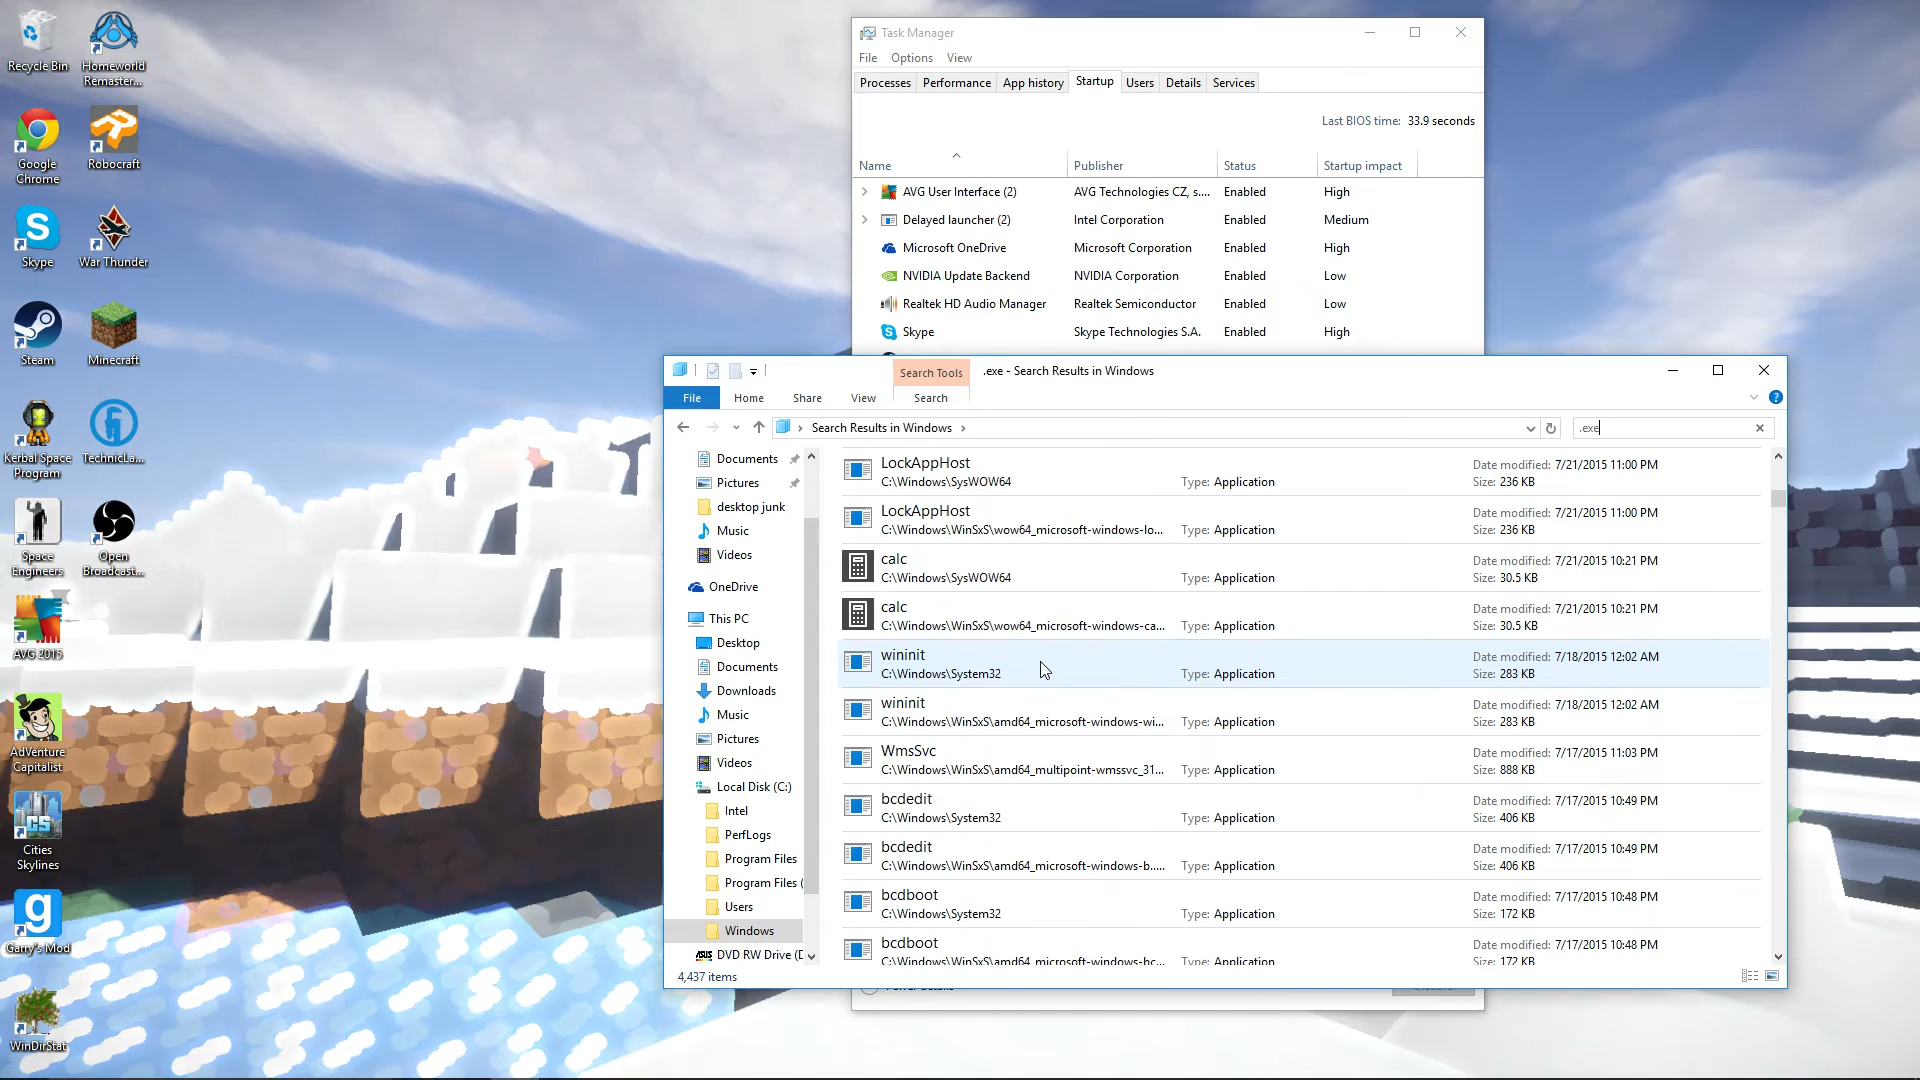 Recycle Bin
Homeworld
Remaster...
Google
Chrome
Robocraft
Skype
War Thunder
Steam
Minecraft
Kerbal Space
Program
TechnicLa...
Space
Engineers
Open
Broadcast...
AVG 2015
AdVenture
Capitalist
Cities
Skylines
Garry's Mod
WinDirStat
Task Manager
File Options View
Processes Performance App history Startup Users Details Services
Last BIOS time: 33.9 seconds
Name Publisher Status Startup impact
AVG User Interface (2) AVG Technologies CZ, s.... Enabled High
Delayed launcher (2) Intel Corporation Enabled Medium
Microsoft OneDrive Microsoft Corporation Enabled High
NVIDIA Update Backend NVIDIA Corporation Enabled Low
Realtek HD Audio Manager Realtek Semiconductor Enabled Low
Skype Skype Technologies S.A. Enabled High
Search Tools .exe - Search Results in Windows
File Home Share View Search
Search Results in Windows
.exe
Documents
Pictures
desktop junk
Music
Videos
OneDrive
This PC
Desktop
Documents
Downloads
Music
Pictures
Videos
Local Disk (C:)
Intel
PerfLogs
Program Files
Program Files (
Users
Windows
DVD RW Drive (D
LockAppHost Date modified: 7/21/2015 11:00 PM
C:\Windows\SysWOW64 Type: Application Size: 236 KB
LockAppHost Date modified: 7/21/2015 11:00 PM
C:\Windows\WinSxS\wow64_microsoft-windows-lo... Type: Application Size: 236 KB
calc Date modified: 7/21/2015 10:21 PM
C:\Windows\SysWOW64 Type: Application Size: 30.5 KB
calc Date modified: 7/21/2015 10:21 PM
C:\Windows\WinSxS\wow64_microsoft-windows-ca... Type: Application Size: 30.5 KB
wininit Date modified: 7/18/2015 12:02 AM
C:\Windows\System32 Type: Application Size: 283 KB
wininit Date modified: 7/18/2015 12:02 AM
C:\Windows\WinSxS\amd64_microsoft-windows-wi... Type: Application Size: 283 KB
WmsSvc Date modified: 7/17/2015 11:03 PM
C:\Windows\WinSxS\amd64_multipoint-wmssvc_31... Type: Application Size: 888 KB
bcdedit Date modified: 7/17/2015 10:49 PM
C:\Windows\System32 Type: Application Size: 406 KB
bcdedit Date modified: 7/17/2015 10:49 PM
C:\Windows\WinSxS\amd64_microsoft-windows-b.... Type: Application Size: 406 KB
bcdboot Date modified: 7/17/2015 10:48 PM
C:\Windows\System32 Type: Application Size: 172 KB
bcdboot Date modified: 7/17/2015 10:48 PM
C:\Windows\WinSxS\amd64_microsoft-windows-bc... Type: Application Size: 172 KB
4,437 items